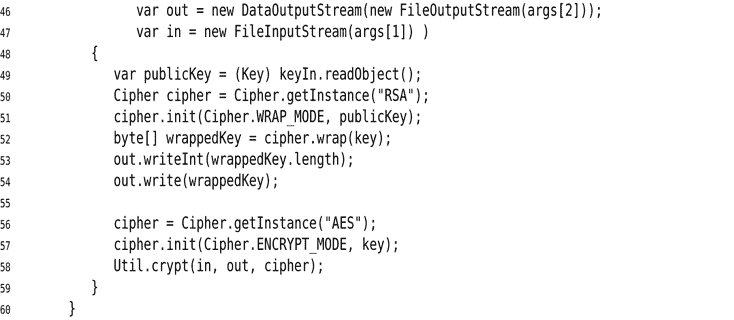 46 var out = new DataOutputStream(new FileOutputStream(args[2]));
47 var in = new FileInputStream(args[1]) )
48 {
49 var publicKey = (Key) keyIn.readObject();
50 Cipher cipher = Cipher.getInstance("RSA");
51 cipher.init(Cipher.WRAP_MODE, publicKey);
52 byte[] wrappedKey = cipher.wrap(key);
53 out.writeInt(wrappedKey.length);
54 out.write(wrappedKey);
55
56 cipher = Cipher.getInstance("AES");
57 cipher.init(Cipher.ENCRYPT_MODE, key);
58 Util.crypt(in, out, cipher);
59 }
60 }